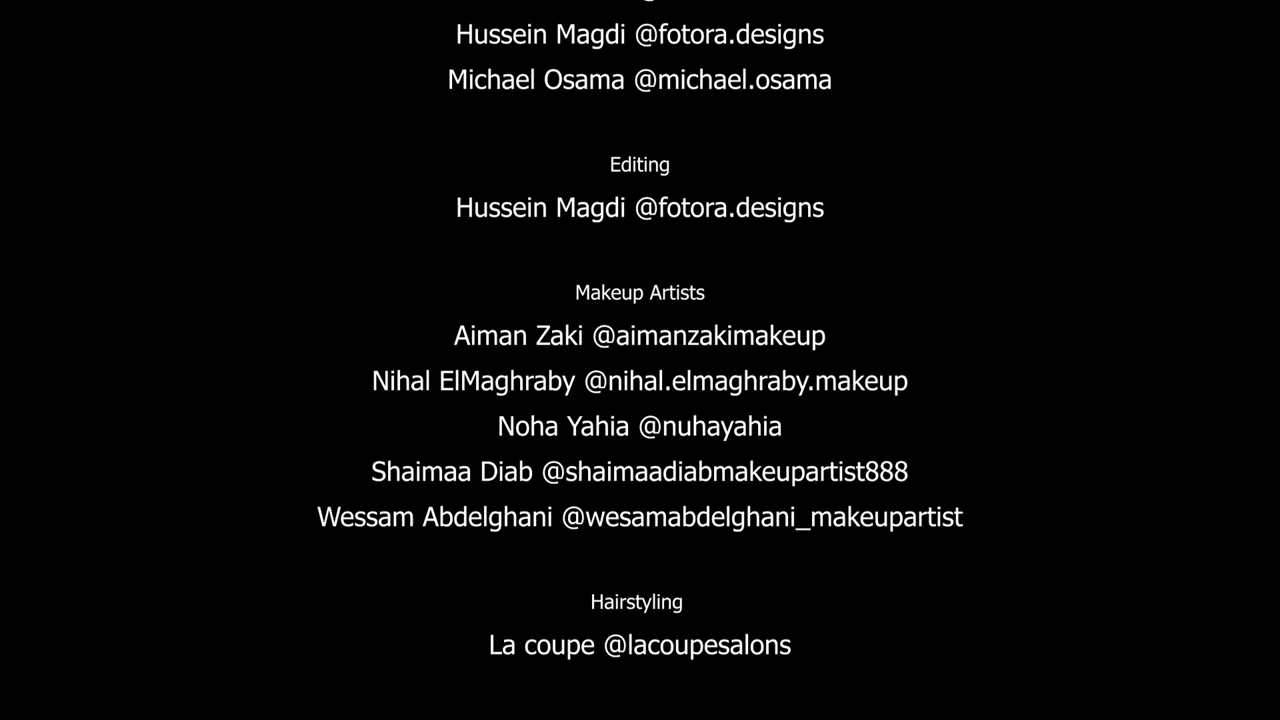 Hussein Magdi @fotora.designs
Michael Osama @michael.osama
Editing
Hussein Magdi @fotora.designs
Makeup Artists
Aiman Zaki @aimanzakimakeup
Nihal ElMaghraby @nihal.elmaghraby.makeup
Noha Yahia @nuhayahia
Shaimaa Diab @shaimaadiabmakeupartist888
Wessam Abdelghani @wesamabdelghani_makeupartist
Hairstyling
La coupe @lacoupesalons